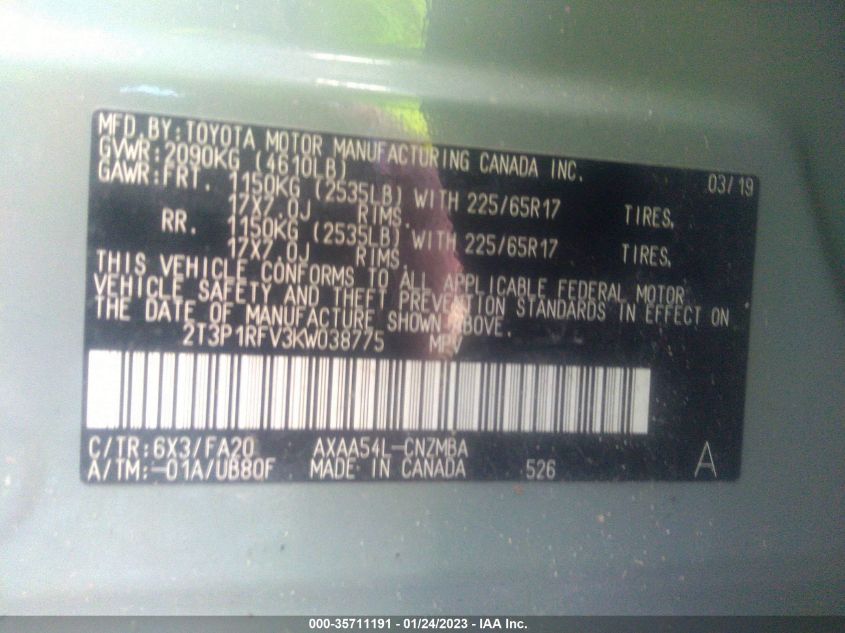 MFD.BY:TOYOTA MOTOR MANUFACTURING CANADA INC. 03/19
GVWR:2090KG (4610LB)
GAWR:FRT. 1150KG (2535LB) WITH 225/65R17 TIRES,
17X7.0J RIMS.
RR. 1150KG (2535LB) WITH 225/65R17 TIRES,
17X7.0J RIMS.
THIS VEHICLE CONFORMS TO ALL APPLICABLE FEDERAL MOTOR
VEHICLE SAFETY AND THEFT PREVENTION STANDARDS IN EFFECT ON
THE DATE OF MANUFACTURE SHOWN ABOVE.
2T3P1RFV3KW038775 MPV
C/TR:6X3/FA20 AXAA54L-CNZMBA
A/TM:-01A/UB80F MADE IN CANADA 526 A
000-35711191 - 01/24/2023 - IAA Inc.